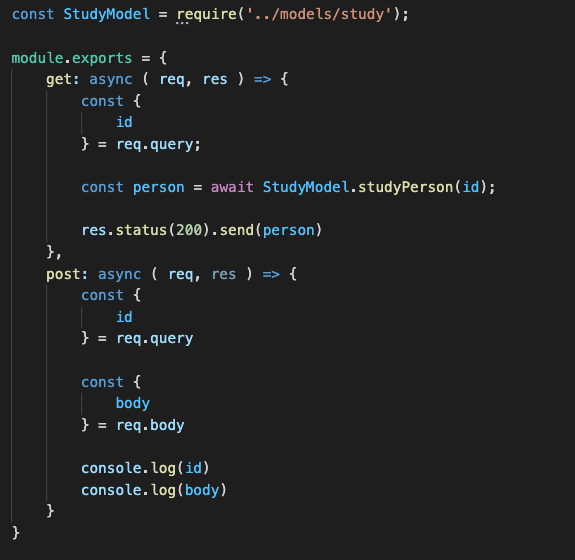 const StudyModel = require('../models/study');
module.exports = {
get: async ( req, res ) => {
const {
id
} = req.query;
const person = await StudyModel.studyPerson(id);
res.status(200).send(person)
},
post: async ( req, res ) => {
const {
id
} = req.query
const {
body
} = req.body
console.log(id)
console.log(body)
}
}